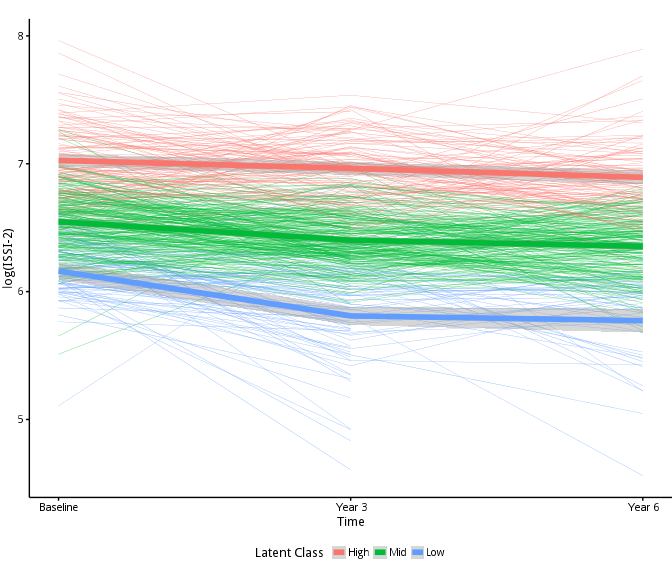 8
7
6
5
log(ISSI-2)
Baseline
Year 3
Year 6
Time
Latent Class
High
Mid
Low